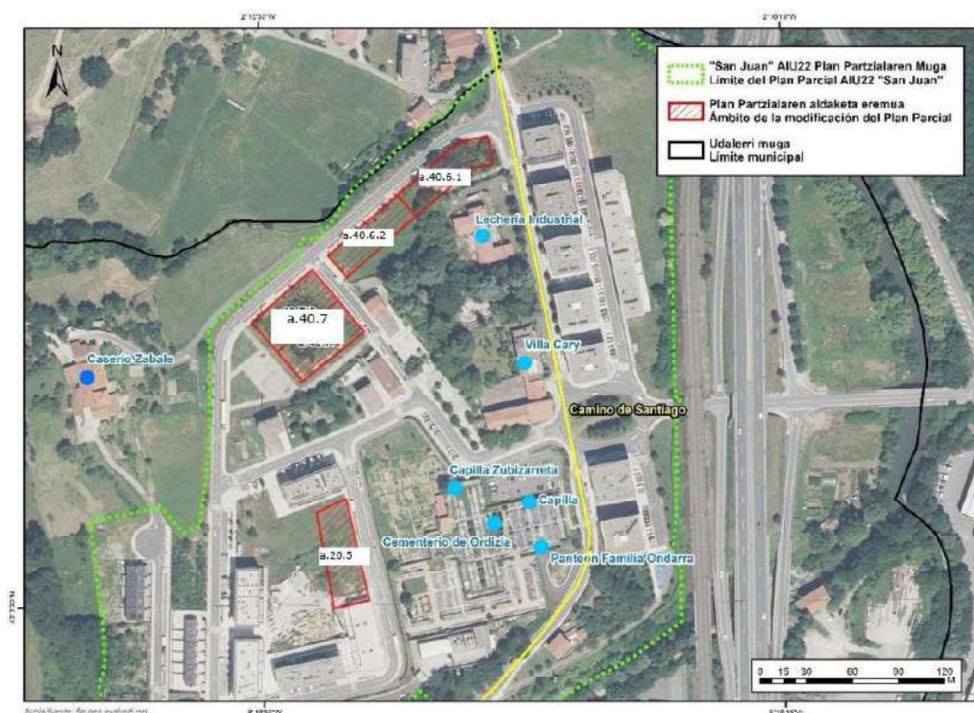 N
"San Juan" AIU22 Plan Partzialaren Muga
Límite del Plan Parcial AIU22 "San Juan"
Plan Partzialaren aldaketa eremua
Ámbito de la modificación del Plan Parcial
Udalerri muga
Límite municipal
a.40.6.1
Lechería Industrial
a.40.6.2
a.40.7
Villa Cary
Caserío Zabale
Camino de Santiago
Capilla Zubizarreta
Capilla
Cementerio de Ordizia
Panteón Familia Ondarra
a.20.5
0 15 30 60 90 120
M